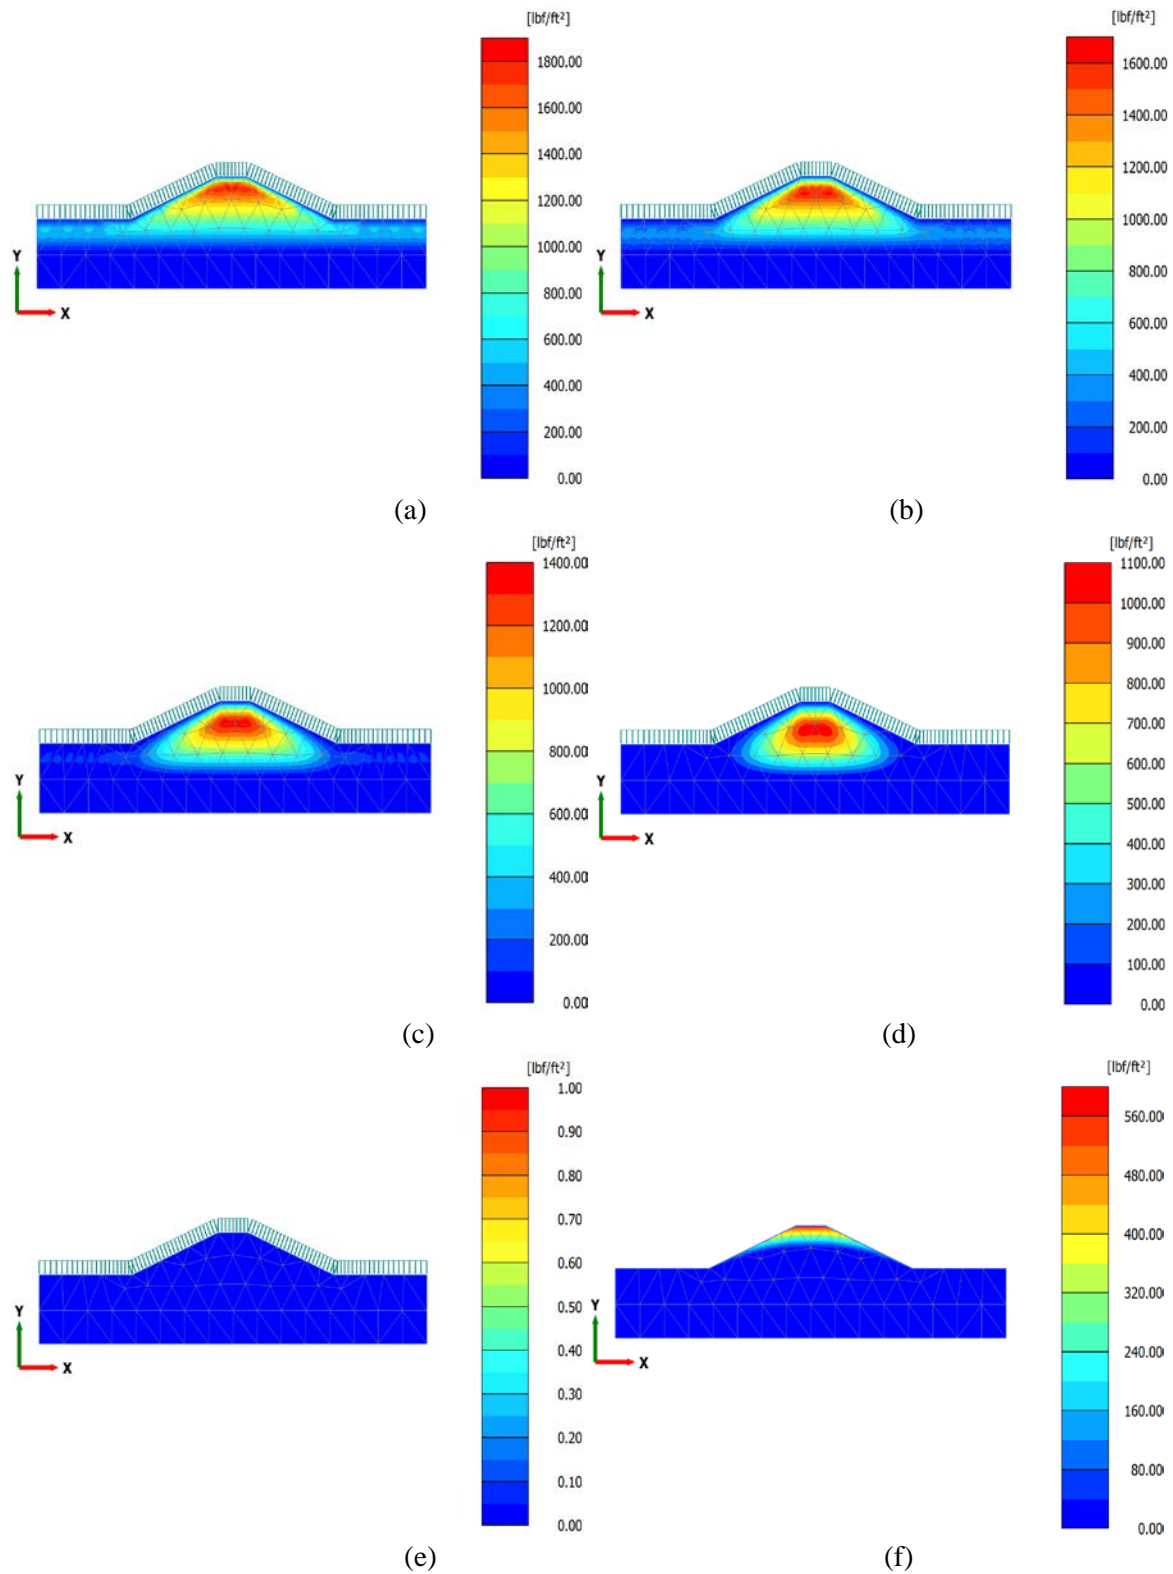 [lbf/ft²]
1800.00
1600.00
1400.00
1200.00
1000.00
800.00
600.00
400.00
200.00
0.00
Y
X
(a)
[lbf/ft²]
1600.00
1400.00
1200.00
1000.00
800.00
600.00
400.00
200.00
0.00
Y
X
(b)
[lbf/ft²]
1400.00
1200.00
1000.00
800.00
600.00
400.00
200.00
0.00
Y
X
(c)
[lbf/ft²]
1100.00
1000.00
900.00
800.00
700.00
600.00
500.00
400.00
300.00
200.00
100.00
0.00
Y
X
(d)
[lbf/ft²]
1.00
0.90
0.80
0.70
0.60
0.50
0.40
0.30
0.20
0.10
0.00
Y
X
(e)
[lbf/ft²]
560.00
480.00
400.00
320.00
240.00
160.00
80.00
0.00
Y
X
(f)